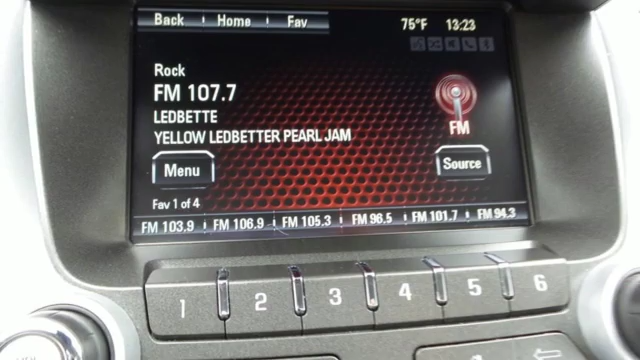 Back Home Fav 75°F 13:23
Rock
FM 107.7
LEDBETTE
YELLOW LEDBETTER PEARL JAM
FM
Menu
Source
Fav 1 of 4
FM 103.9 FM 106.9 FM 105.3 FM 96.5 FM 101.7 FM 94.3
1 2 3 4 5 6